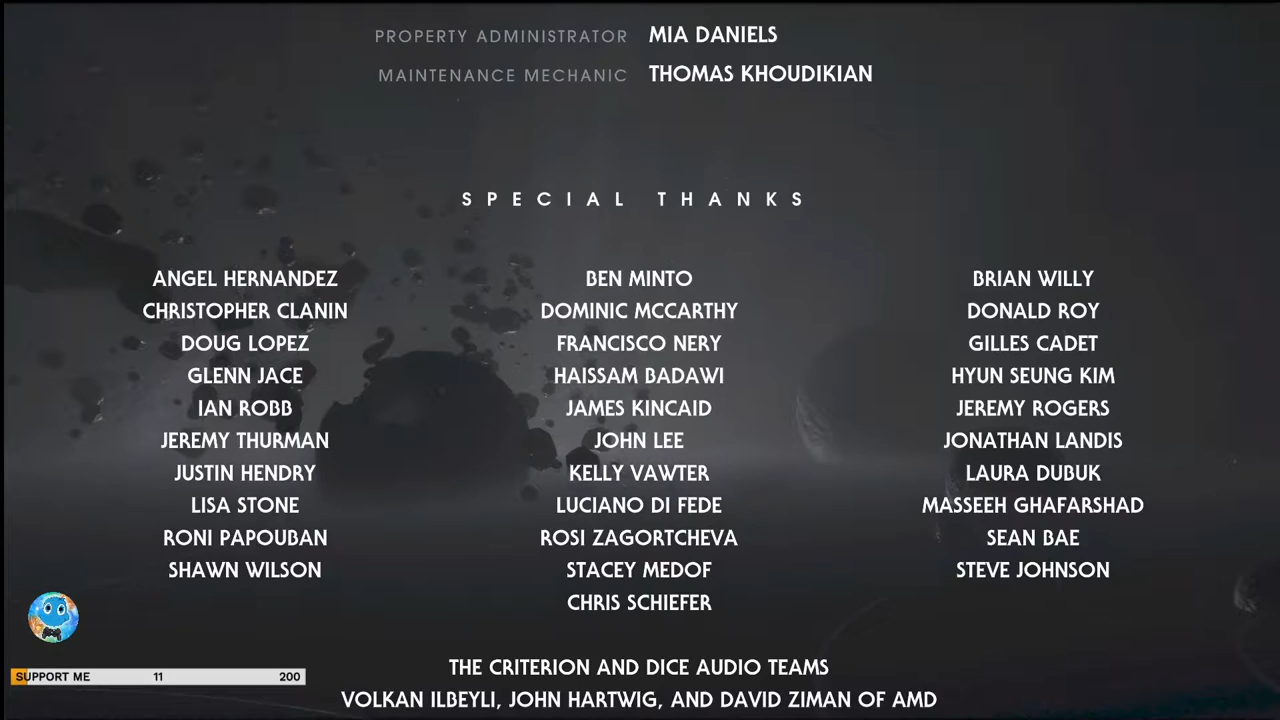 PROPERTY ADMINISTRATOR MIA DANIELS
MAINTENANCE MECHANIC THOMAS KHOUDIKIAN
SPECIAL THANKS
ANGEL HERNANDEZ BEN MINTO BRIAN WILLY
CHRISTOPHER CLANIN DOMINIC MCCARTHY DONALD ROY
DOUG LOPEZ FRANCISCO NERY GILLES CADET
GLENN JACE HAISSAM BADAWI HYUN SEUNG KIM
IAN ROBB JAMES KINCAID JEREMY ROGERS
JEREMY THURMAN JOHN LEE JONATHAN LANDIS
JUSTIN HENDRY KELLY VAWTER LAURA DUBUK
LISA STONE LUCIANO DI FEDE MASSEEH GHAFARSHAD
RONI PAPOUBAN ROSI ZAGORTCHEVA SEAN BAE
SHAWN WILSON STACEY MEDOF STEVE JOHNSON
CHRIS SCHIEFER
THE CRITERION AND DICE AUDIO TEAMS
SUPPORT ME 11 200
VOLKAN ILBEYLI, JOHN HARTWIG, AND DAVID ZIMAN OF AMD